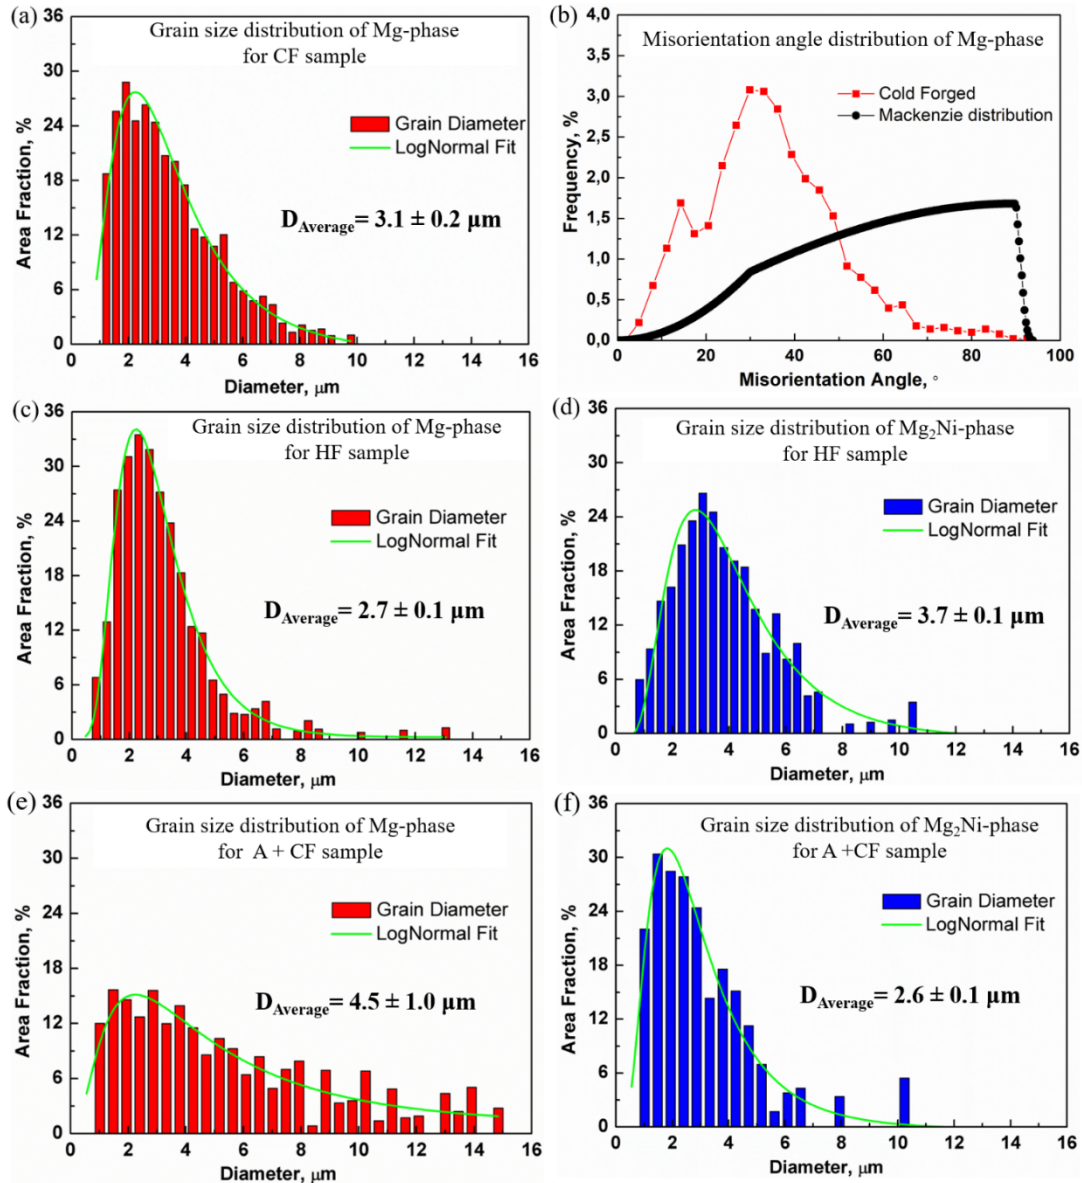 (a)
Grain size distribution of Mg-phase
for CF sample
Grain Diameter
LogNormal Fit
D_Average= 3.1 ± 0.2 µm
Area Fraction, %
36
30
24
18
12
6
0
0 2 4 6 8 10 12 14 16
Diameter, µm
(b)
Misorientation angle distribution of Mg-phase
Cold Forged
Mackenzie distribution
Frequency, %
4,0
3,5
3,0
2,5
2,0
1,5
1,0
0,5
0,0
0 20 40 60 80 100
Misorientation Angle, °
(c)
Grain size distribution of Mg-phase
for HF sample
Grain Diameter
LogNormal Fit
D_Average= 2.7 ± 0.1 µm
Area Fraction, %
36
30
24
18
12
6
0
0 2 4 6 8 10 12 14 16
Diameter, µm
(d)
Grain size distribution of Mg₂Ni-phase
for HF sample
Grain Diameter
LogNormal Fit
D_Average= 3.7 ± 0.1 µm
Area Fraction, %
36
30
24
18
12
6
0
0 2 4 6 8 10 12 14 16
Diameter, µm
(e)
Grain size distribution of Mg-phase
for A + CF sample
Grain Diameter
LogNormal Fit
D_Average= 4.5 ± 1.0 µm
Area Fraction, %
36
30
24
18
12
6
0
0 2 4 6 8 10 12 14 16
Diameter, µm
(f)
Grain size distribution of Mg₂Ni-phase
for A +CF sample
Grain Diameter
LogNormal Fit
D_Average= 2.6 ± 0.1 µm
Area Fraction, %
36
30
24
18
12
6
0
0 2 4 6 8 10 12 14 16
Diameter, µm